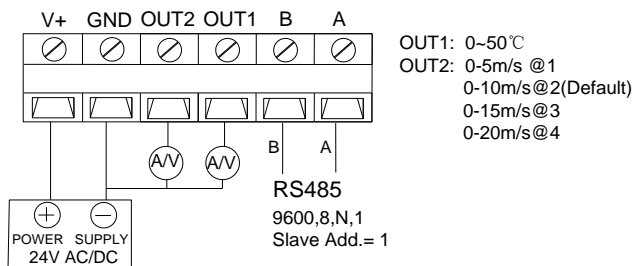 V+ GND OUT2 OUT1 B A
OUT1: 0~50℃
OUT2: 0-5m/s @1
0-10m/s@2(Default)
0-15m/s@3
0-20m/s@4
A/V A/V B A
RS485
9600,8,N,1
Slave Add.= 1
+ −
POWER SUPPLY
24V AC/DC